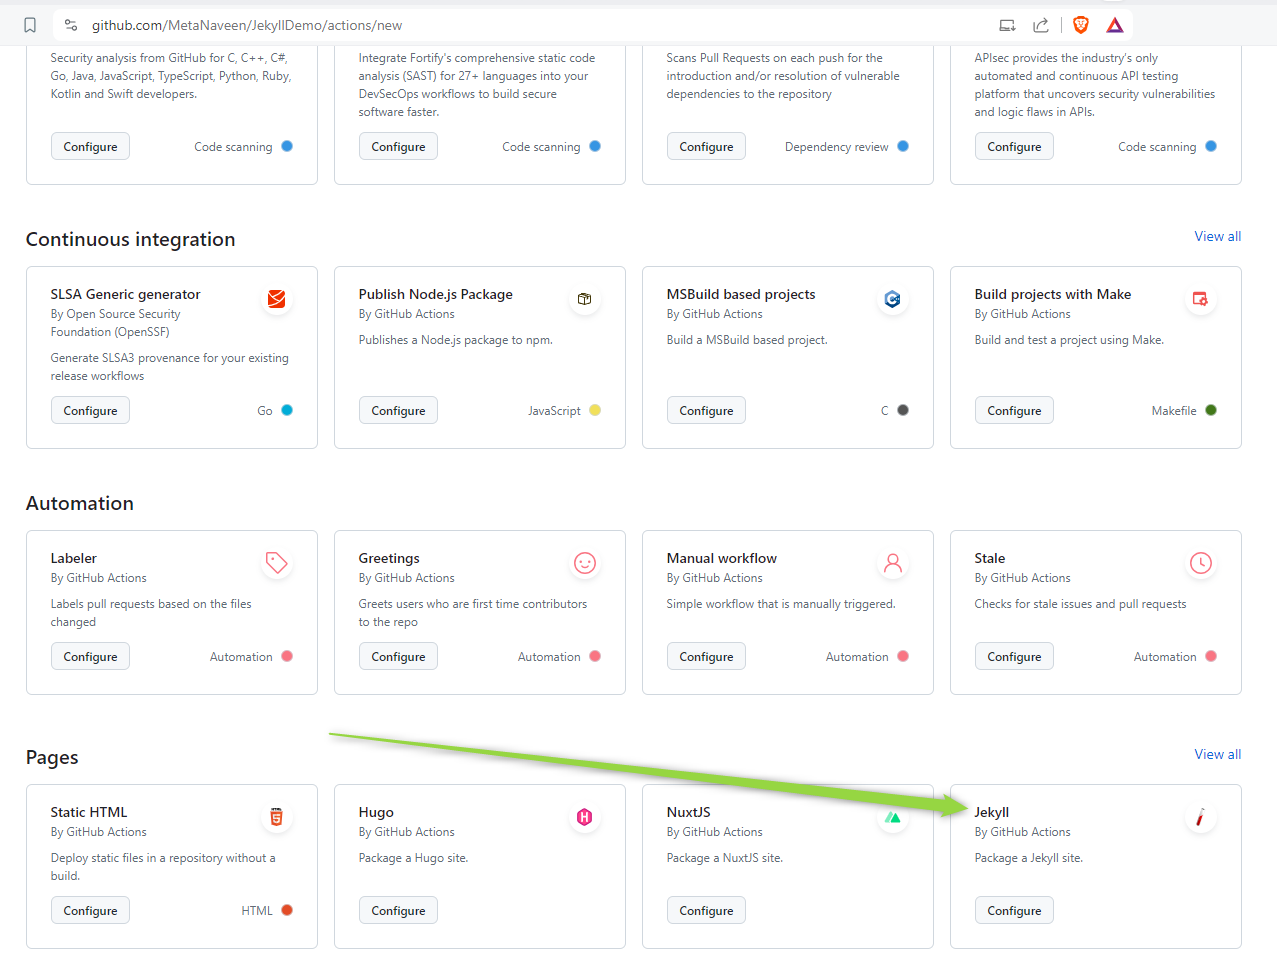 github.com/MetaNaveen/JekyllDemo/actions/new
Security analysis from GitHub for C, C++, C#,
Go, Java, JavaScript, TypeScript, Python, Ruby,
Kotlin and Swift developers.
Configure
Code scanning
Integrate Fortify's comprehensive static code
analysis (SAST) for 27+ languages into your
DevSecOps workflows to build secure
software faster.
Configure
Code scanning
Scans Pull Requests on each push for the
introduction and/or resolution of vulnerable
dependencies to the repository
Configure
Dependency review
APIsec provides the industry's only
automated and continuous API testing
platform that uncovers security vulnerabilities
and logic flaws in APIs.
Configure
Code scanning
Continuous integration
View all
SLSA Generic generator
By Open Source Security
Foundation (OpenSSF)
Generate SLSA3 provenance for your existing
release workflows
Configure
Go
Publish Node.js Package
By GitHub Actions
Publishes a Node.js package to npm.
Configure
JavaScript
MSBuild based projects
By GitHub Actions
Build a MSBuild based project.
Configure
C
Build projects with Make
By GitHub Actions
Build and test a project using Make.
Configure
Makefile
Automation
Labeler
By GitHub Actions
Labels pull requests based on the files
changed
Configure
Automation
Greetings
By GitHub Actions
Greets users who are first time contributors
to the repo
Configure
Automation
Manual workflow
By GitHub Actions
Simple workflow that is manually triggered.
Configure
Automation
Stale
By GitHub Actions
Checks for stale issues and pull requests
Configure
Automation
Pages
View all
Static HTML
By GitHub Actions
Deploy static files in a repository without a
build.
Configure
HTML
Hugo
By GitHub Actions
Package a Hugo site.
Configure
NuxtJS
By GitHub Actions
Package a NuxtJS site.
Configure
Jekyll
By GitHub Actions
Package a Jekyll site.
Configure